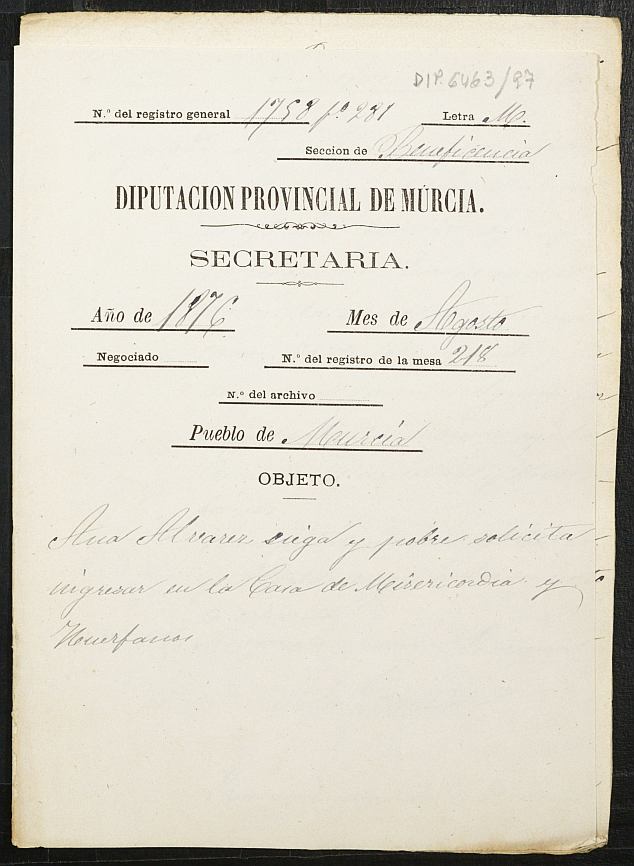 DIP. 6463/97
N.º del registro general 1758 fº 281 Letra M.
Seccion de Beneficencia
DIPUTACION PROVINCIAL DE MÚRCIA.
SECRETARIA.
Año de 1876 Mes de Agosto
Negociado N.º del registro de la mesa 218
N.º del archivo
Pueblo de Murcia
OBJETO.
Ana Alvarez siega y pobre solicita
ingresar en la Casa de Misericordia y
Huerfanos